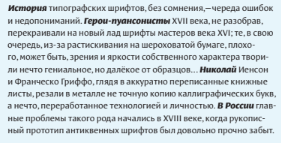 История типографских шрифтов, без сомнения,—череда ошибок
и недопониманий. Герои-пуансонисты XVII века, не разобрав,
перекраивали на новый лад шрифты мастеров века XVI; те, в свою
очередь, из-за растискивания на шероховатой бумаге, плохо-
го, может быть, зрения и яркости собственного характера твори-
ли нечто гениальное, но далёкое от образцов... Николай Иенсон
и Франческо Гриффо, глядя в аккуратно переписанные книжные
листы, резали в металле не точную копию каллиграфических букв,
а нечто, переработанное технологией и личностью. В России глав-
ные проблемы такого рода начались в XVIII веке, когда рукопис-
ный прототип антиквенных шрифтов был довольно прочно забыт.